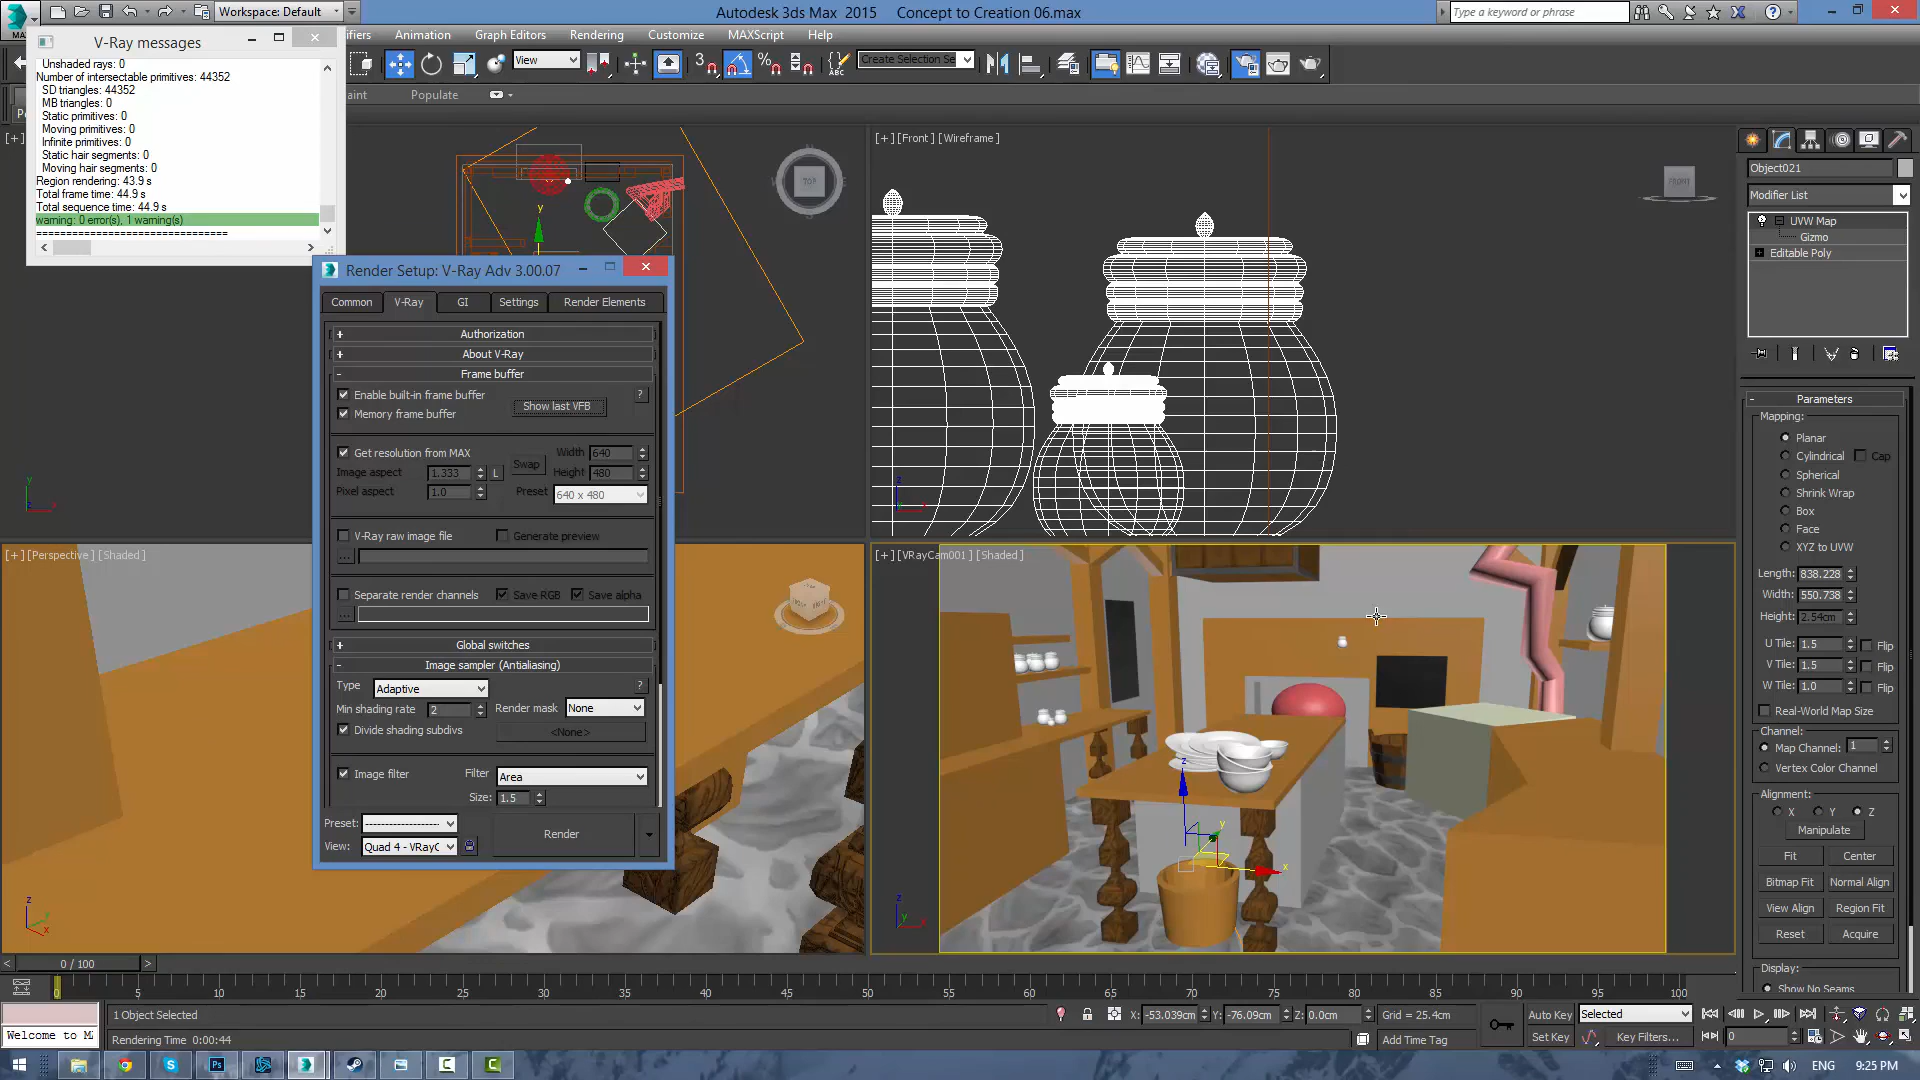 Workspace: Default
Autodesk 3ds Max 2015 Concept to Creation 06.max
Type a keyword or phrase
V-Ray messages
ifiers Animation Graph Editors Rendering Customize MAXScript Help
View
Create Selection Se
aint Populate
Unshaded rays: 0
Number of intersectable primitives: 44352
SD triangles: 44352
MB triangles: 0
Static primitives: 0
Moving primitives: 0
Infinite primitives: 0
Static hair segments: 0
Moving hair segments: 0
Region rendering: 43.9 s
Total frame time: 44.9 s
Total sequence time: 44.9 s
warning: 0 error(s), 1 warning(s)
================================
TOP
[+] [Front] [Wireframe]
FRONT
Render Setup: V-Ray Adv 3.00.07
Common V-Ray GI Settings Render Elements
Authorization
About V-Ray
Frame buffer
Enable built-in frame buffer
Show last VFB
?
Memory frame buffer
Get resolution from MAX
Width 640
Image aspect 1.333 L
Swap
Height 480
Pixel aspect 1.0
Preset 640 x 480
V-Ray raw image file
Generate preview
...
Separate render channels
Save RGB
Save alpha
...
Global switches
Image sampler (Antialiasing)
Type Adaptive
?
Min shading rate 2
Render mask None
Divide shading subdivs
<None>
Image filter
Filter Area
Size: 1.5
Preset: --------------------
Render
View: Quad 4 - VRayC
[+] [Perspective] [Shaded]
[+] [VRayCam001] [Shaded]
Object021
Modifier List
UVW Map
Gizmo
Editable Poly
Parameters
Mapping:
Planar
Cylindrical Cap
Spherical
Shrink Wrap
Box
Face
XYZ to UVW
Length: 838.228
Width: 550.738
Height: 2.54cm
U Tile: 1.5 Flip
V Tile: 1.5 Flip
W Tile: 1.0 Flip
Real-World Map Size
Channel:
Map Channel: 1
Vertex Color Channel
Alignment:
X Y Z
Manipulate
Fit Center
Bitmap Fit Normal Align
View Align Region Fit
Reset Acquire
Display:
Show No Seams
0 / 100
5 10 15 20 25 30 35 40 45 50 55 60 65 70 75 80 85 90 95 100
1 Object Selected
X: -53.039cm Y: -76.09cm Z: 0.0cm
Grid = 25.4cm
Auto Key Selected
Welcome to M
Rendering Time 0:00:44
Add Time Tag
Set Key Key Filters...
0
ENG 9:25 PM